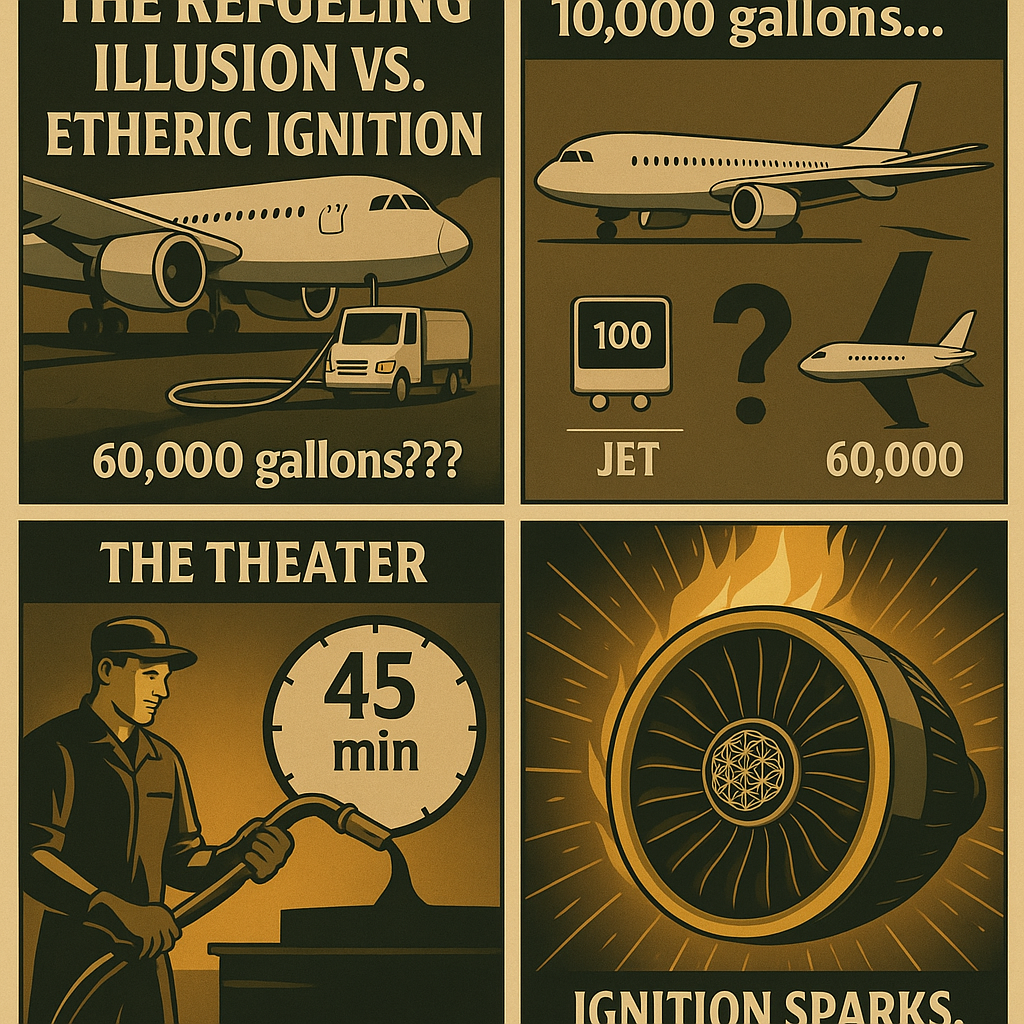 THE REFUELING
ILLUSION VS.
ETHERIC IGNITION
60,000 gallons???
10,000 gallons...
100
JET
60,000
THE THEATER
45
min
IGNITION SPARKS.